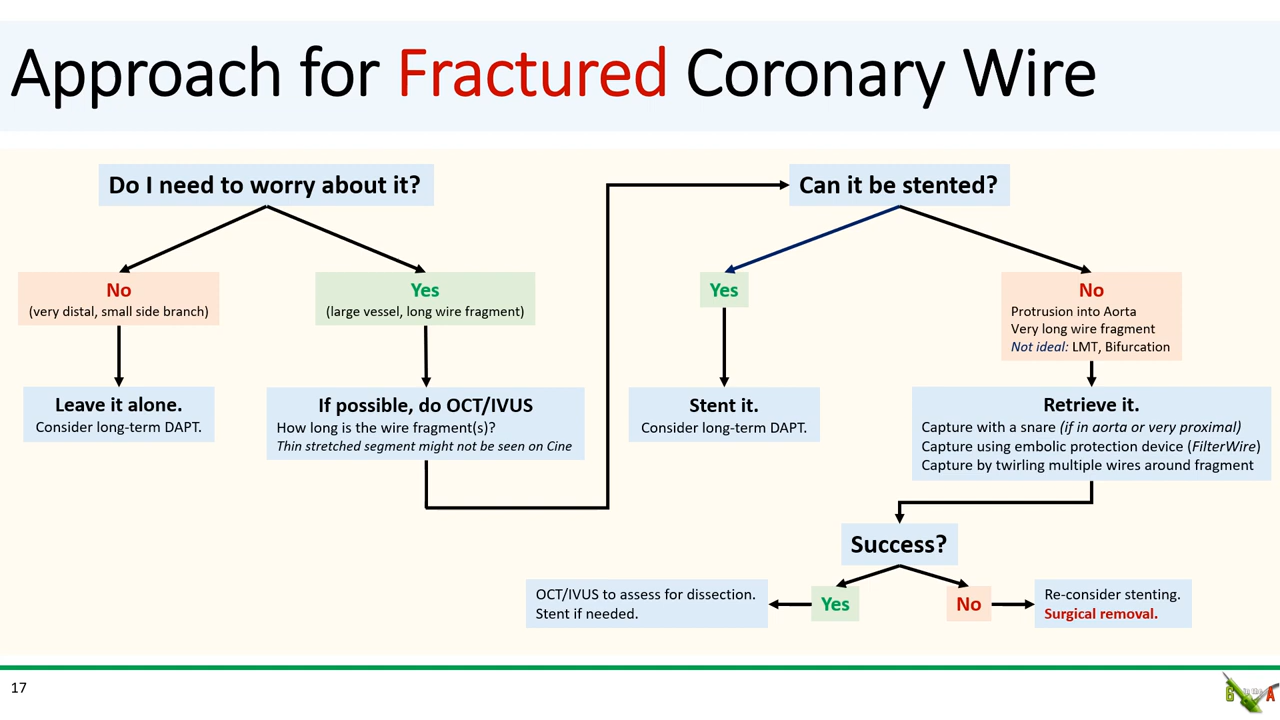 Approach for Fractured Coronary Wire
Do I need to worry about it?
No
(very distal, small side branch)
Leave it alone.
Consider long-term DAPT.
Yes
(large vessel, long wire fragment)
If possible, do OCT/IVUS
How long is the wire fragment(s)?
Thin stretched segment might not be seen on Cine
Can it be stented?
Yes
Stent it.
Consider long-term DAPT.
No
Protrusion into Aorta
Very long wire fragment
Not ideal: LMT, Bifurcation
Retrieve it.
Capture with a snare (if in aorta or very proximal)
Capture using embolic protection device (FilterWire)
Capture by twirling multiple wires around fragment
Success?
Yes
OCT/IVUS to assess for dissection.
Stent if needed.
No
Re-consider stenting.
Surgical removal.
17